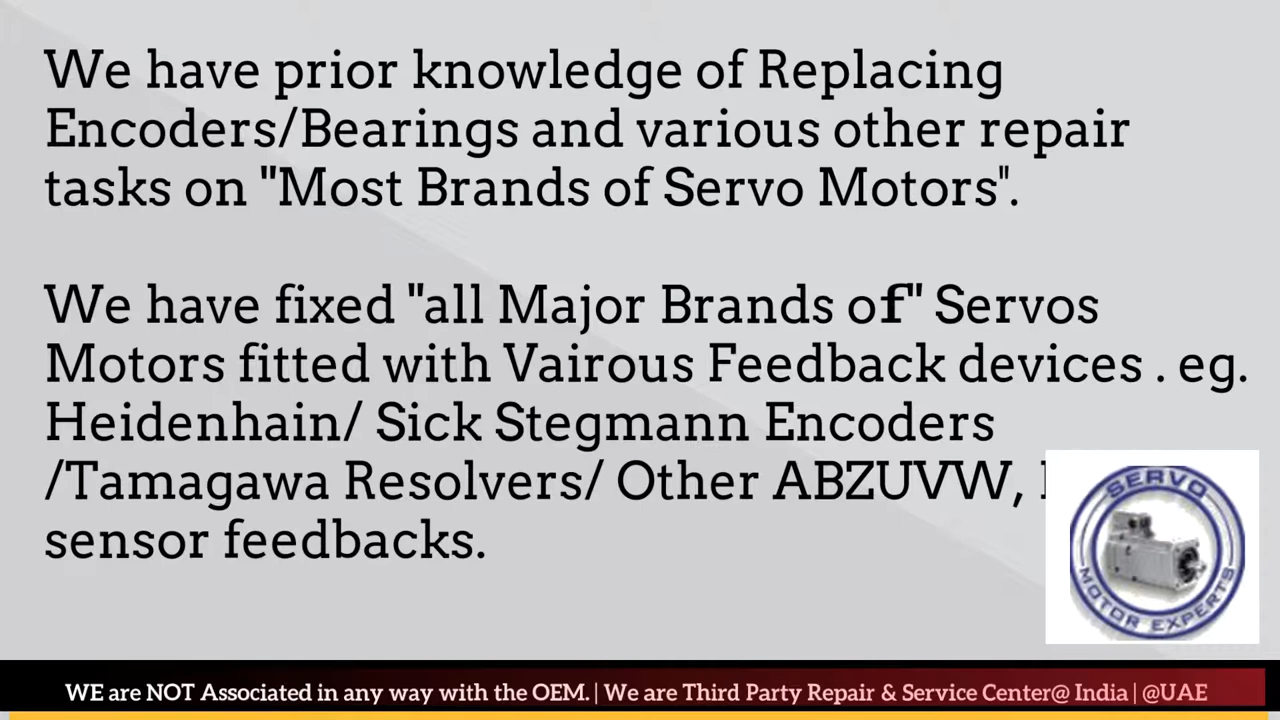 We have prior knowledge of Replacing
Encoders/Bearings and various other repair
tasks on "Most Brands of Servo Motors".
We have fixed "all Major Brands of" Servos
Motors fitted with Vairous Feedback devices . eg.
Heidenhain/ Sick Stegmann Encoders
/Tamagawa Resolvers/ Other ABZUVW,
sensor feedbacks.
SERVO
MOTOR EXPERTS
WE are NOT Associated in any way with the OEM. | We are Third Party Repair & Service Center@ India | @UAE